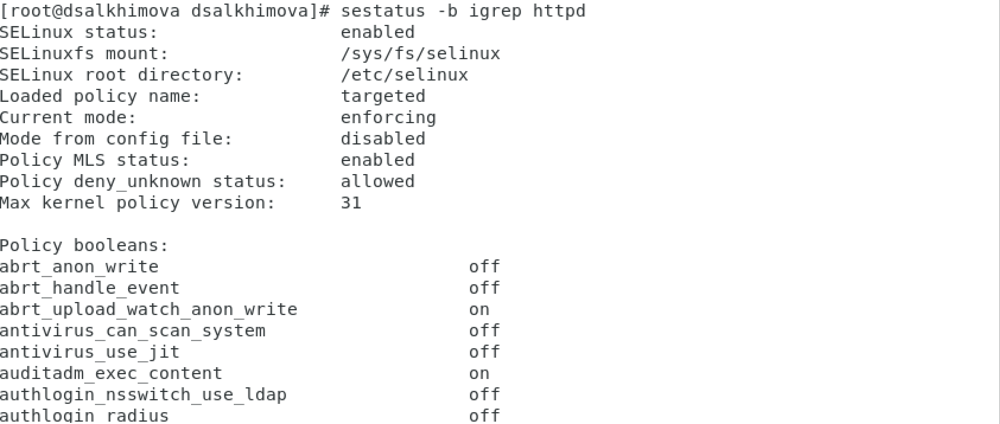 [root@dsalkhimova dsalkhimova]# sestatus -b igrep httpd
SELinux status:                 enabled
SELinuxfs mount:                /sys/fs/selinux
SELinux root directory:         /etc/selinux
Loaded policy name:             targeted
Current mode:                   enforcing
Mode from config file:          disabled
Policy MLS status:              enabled
Policy deny_unknown status:     allowed
Max kernel policy version:      31

Policy booleans:
abrt_anon_write                             off
abrt_handle_event                           off
abrt_upload_watch_anon_write                on
antivirus_can_scan_system                   off
antivirus_use_jit                           off
auditadm_exec_content                       on
authlogin_nsswitch_use_ldap                 off
authlogin_radius                            off